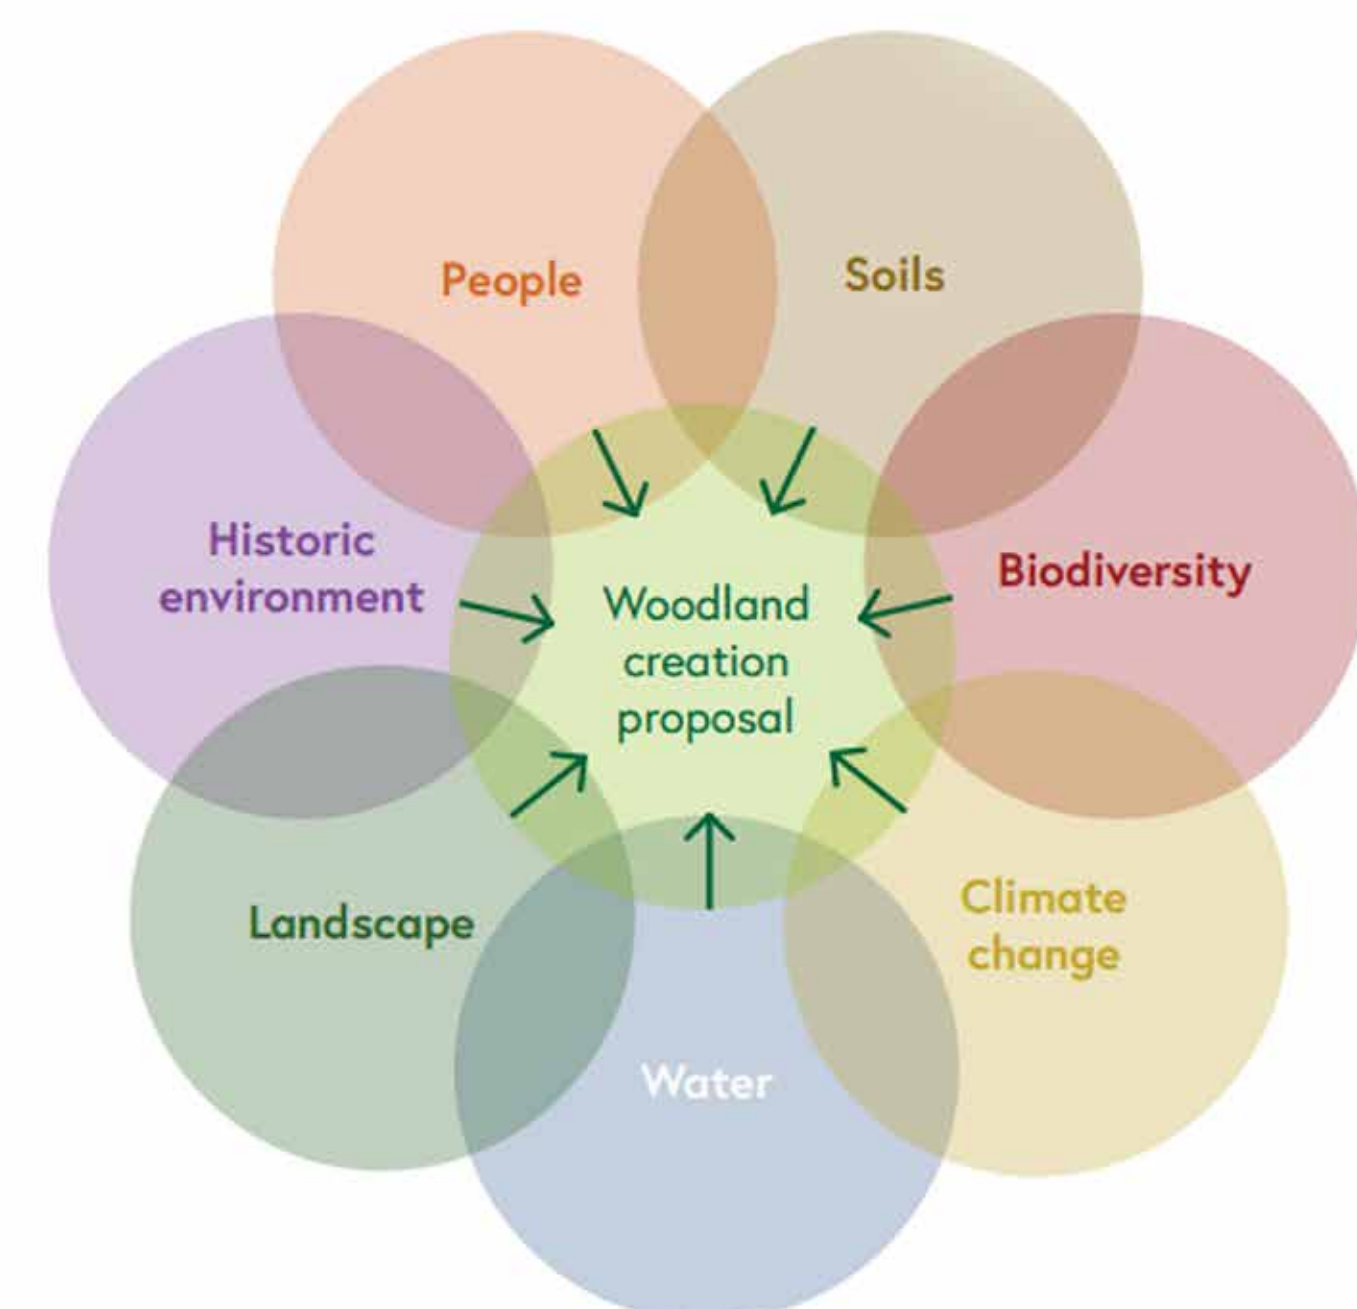 People
Soils
Historic
environment
Biodiversity
Woodland
creation
proposal
Landscape
Climate
change
Water